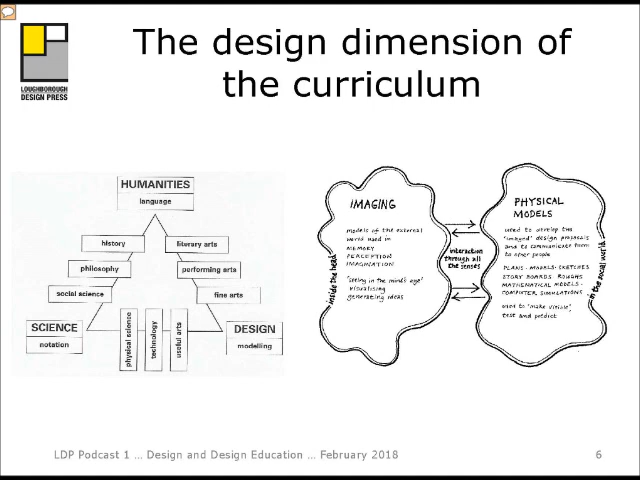 The design dimension of
the curriculum
LOUGHBOROUGH
DESIGN PRESS
HUMANITIES
language
history
literary arts
philosophy
performing arts
social science
fine arts
SCIENCE
notation
physical science
technology
useful arts
DESIGN
modelling
IMAGING
models of the external
world used in
MEMORY
PERCEPTION
IMAGINATION
'seeing in the mind's eye'
visualising
generating ideas
inside the head
interaction
through all
the senses
PHYSICAL
MODELS
used to develop the
'imaged' design proposals
and to communicate them
to other people
PLANS · MODELS · SKETCHES
STORY BOARDS · ROUGHS
MATHEMATICAL MODELS ·
COMPUTER SIMULATIONS
used to 'make visible',
test and predict
in the social world
LDP Podcast 1 ... Design and Design Education ... February 2018
6